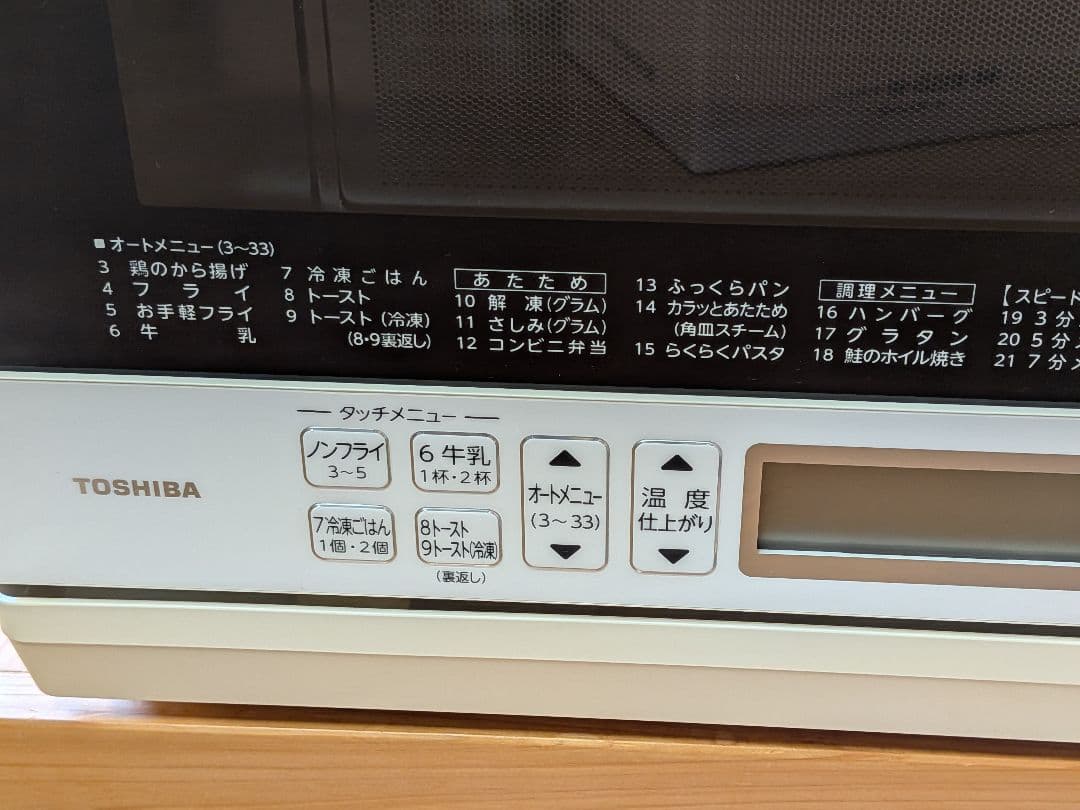 ■オートメニュー(3～33)
3 鶏のから揚げ
4 フライ
5 お手軽フライ
6 牛乳
7 冷凍ごはん
8 トースト
9 トースト(冷凍)
(8・9裏返し)
あたため
10 解凍(グラム)
11 さしみ(グラム)
12 コンビニ弁当
13 ふっくらパン
14 カラッとあたため
(角皿スチーム)
15 らくらくパスタ
調理メニュー
16 ハンバーグ
17 グラタン
18 鮭のホイル焼き
【スピード
19 3分
20 5分
21 7分
タッチメニュー
ノンフライ
3～5
6 牛乳
1杯・2杯
7冷凍ごはん
1個・2個
8トースト
9トースト(冷凍)
(裏返し)
オートメニュー
(3～33)
温度
仕上がり
TOSHIBA